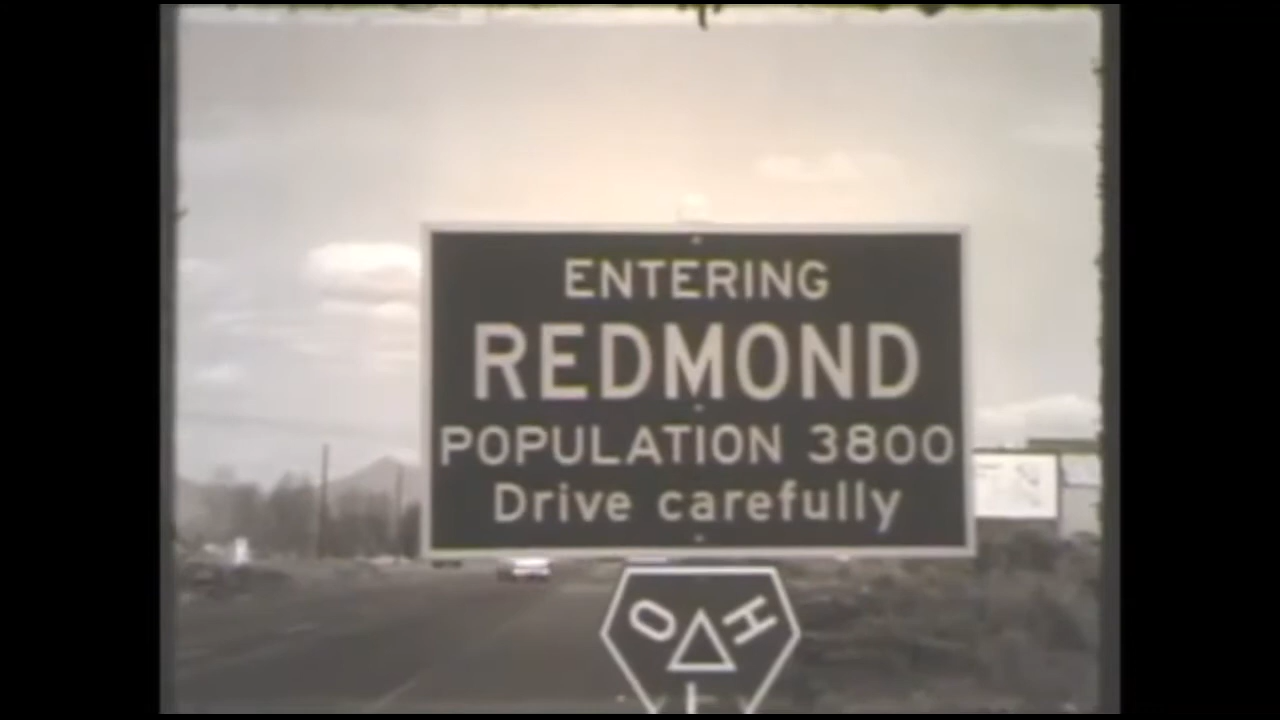 ENTERING
REDMOND
POPULATION 3800
Drive carefully
O H